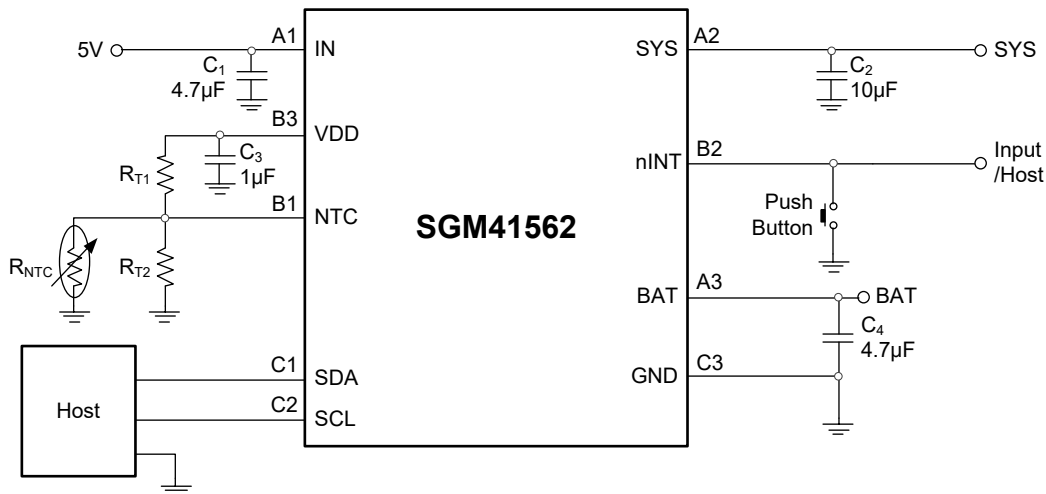 5V
A1
IN
C1
4.7µF
B3
VDD
C3
1µF
RT1
B1
NTC
RNTC
RT2
Host
C1
SDA
C2
SCL
SGM41562
SYS
A2
SYS
C2
10µF
nINT
B2
Input
/Host
Push
Button
BAT
A3
BAT
C4
4.7µF
GND
C3